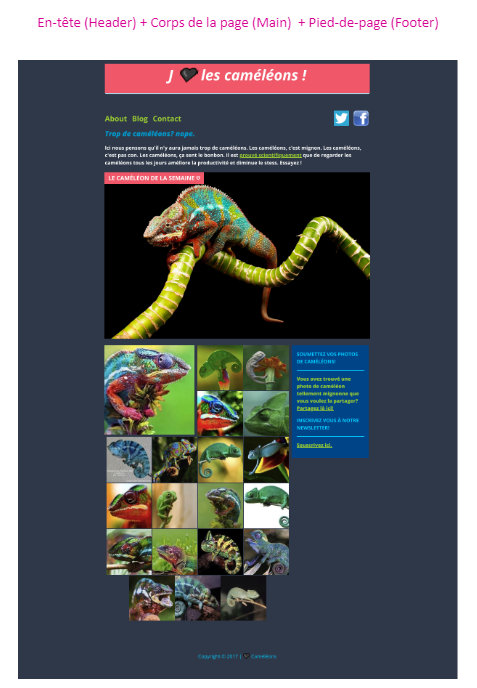 En-tête (Header) + Corps de la page (Main) + Pied-de-page (Footer)
J les caméléons !
About Blog Contact
Trop de caméléons? nope.
Ici nous pensons qu'il n'y aura jamais trop de caméléons. Les caméléons, c'est mignon. Les caméléons,
c'est pas con. Les caméléons, ça sent le bonbon. Il est prouvé scientifiquement que de regarder les
caméléons tous les jours améliore la productivité et diminue le stess. Essayez !
LE CAMÉLÉON DE LA SEMAINE
SOUMETTEZ VOS PHOTOS
DE CAMÉLÉONS!
Vous avez trouvé une
photo de caméléon
tellement mignonne que
vous voulez la partager?
Partagez là ici!
INSCRIVEZ VOUS À NOTRE
NEWSLETTER!
Souscrivez ici.
Copyright © 2017 J Caméléons